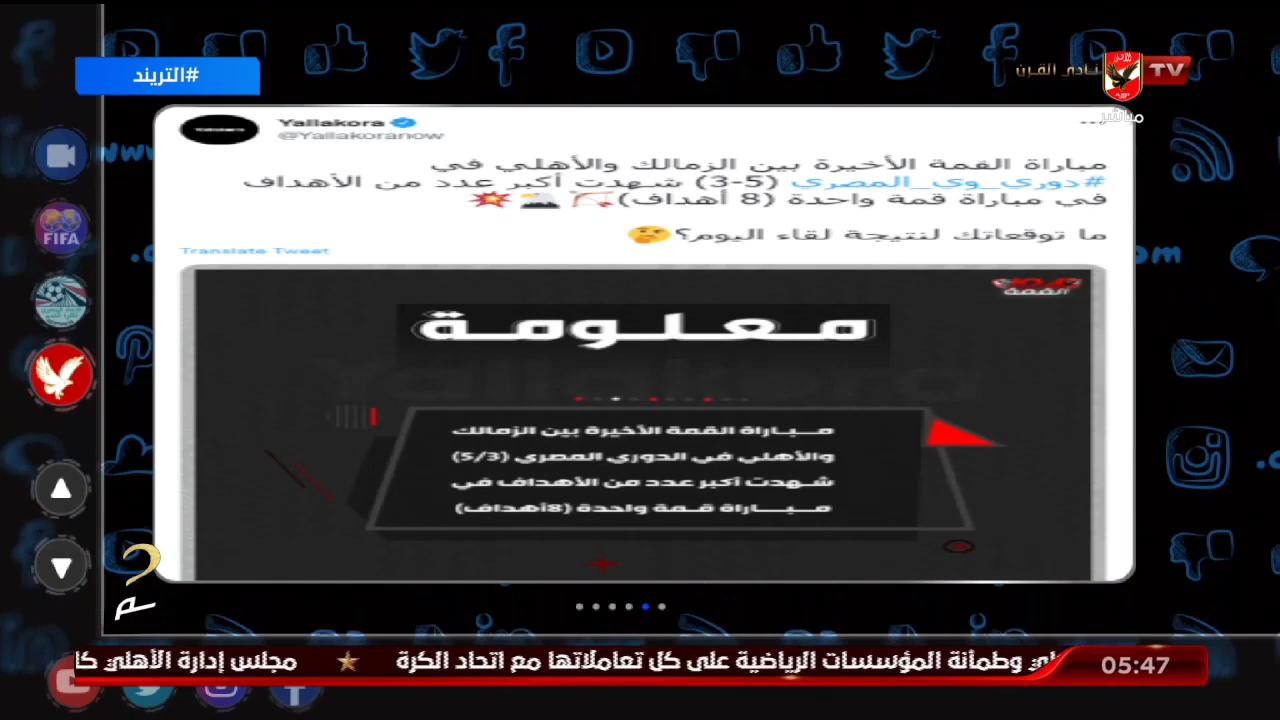 #التريند
نادي القرن
TV
مباشر
Yallakora
@Yallakoranow
مباراة القمة الأخيرة بين الزمالك والأهلي في
#دوري_وي_المصري (5-3) شهدت أكبر عدد من الأهداف
في مباراة قمة واحدة (8 أهداف)
ما توقعاتك لنتيجة لقاء اليوم؟
Translate Tweet
القمة
معلومة
مباراة القمة الأخيرة بين الزمالك
والأهلي في الدوري المصري (5/3)
شهدت أكبر عدد من الأهداف في
مباراة قمة واحدة (8أهداف)
FIFA
وطمأنة المؤسسات الرياضية على كل تعاملاتها مع اتحاد الكرة
مجلس إدارة الأهلي
05:47